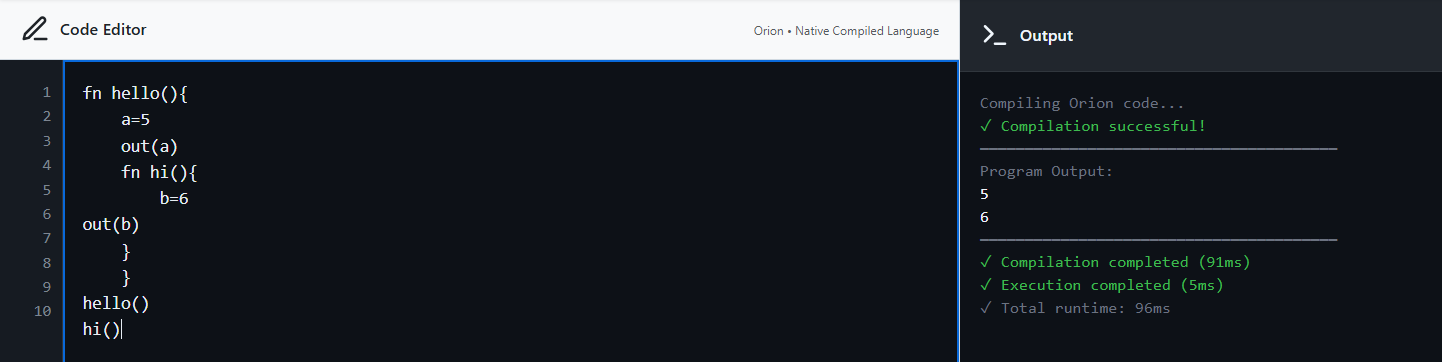 Code Editor
Orion • Native Compiled Language
1 fn hello(){
2     a=5
3     out(a)
4     fn hi(){
5         b=6
6 out(b)
7     }
8     }
9 hello()
10 hi()
>_ Output
Compiling Orion code...
✓ Compilation successful!
Program Output:
5
6
✓ Compilation completed (91ms)
✓ Execution completed (5ms)
✓ Total runtime: 96ms